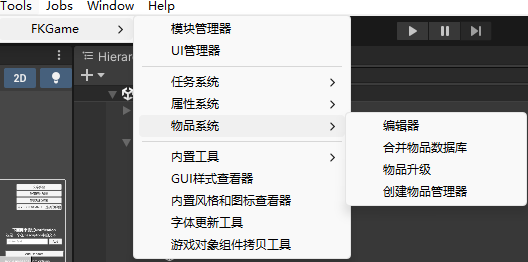 Tools Jobs Window Help
FKGame
模块管理器
UI管理器
任务系统
属性系统
物品系统
内置工具
GUI样式查看器
内置风格和图标查看器
字体更新工具
游戏对象组件拷贝工具
编辑器
合并物品数据库
物品升级
创建物品管理器
Hierar
2D